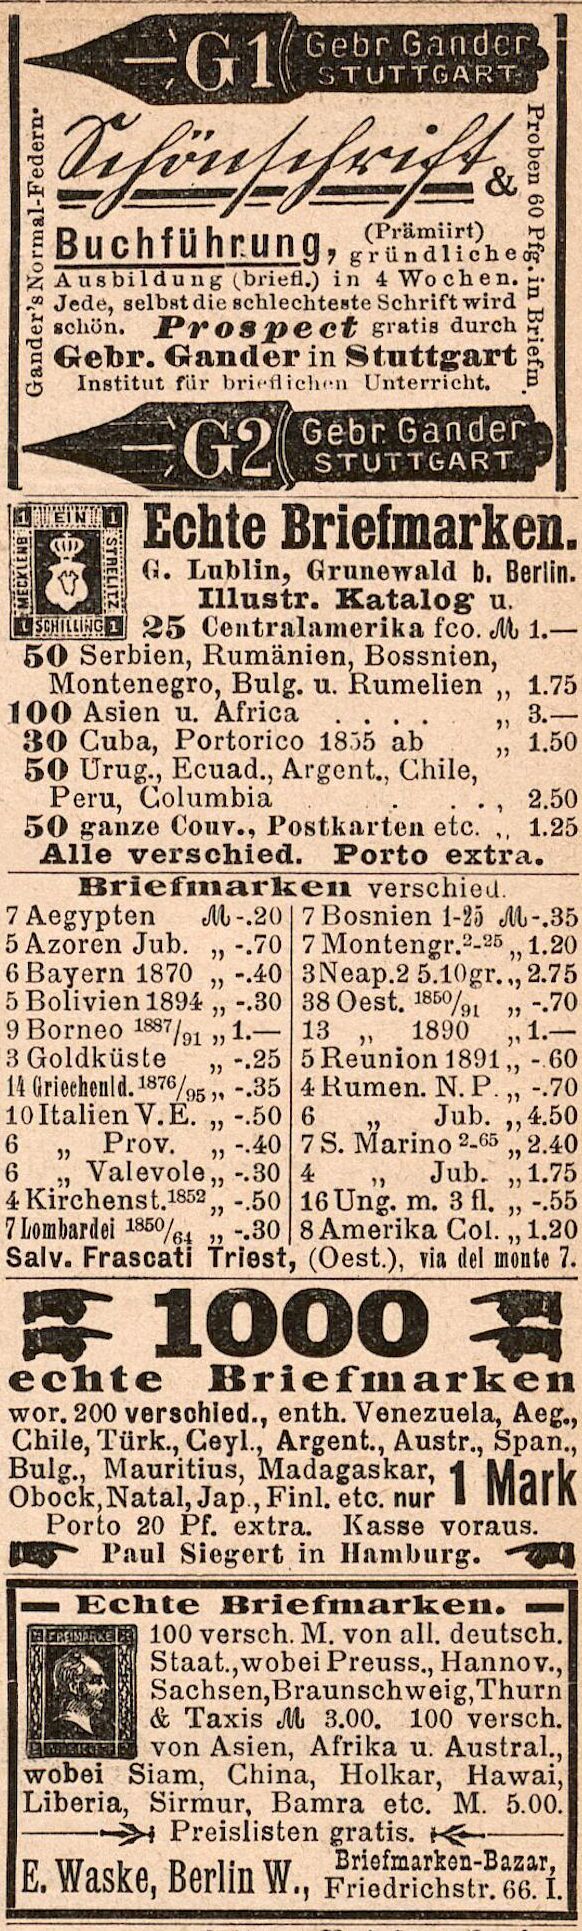 G1 Gebr. Gander
STUTTGART
Schönschrift &
Gander's Normal-Federn.
Proben 60 Pfg. in Briefm.
Buchführung, (Prämiirt)
gründliche
Ausbildung (briefl.) in 4 Wochen.
Jede, selbst die schlechteste Schrift wird
schön. Prospect gratis durch
Gebr. Gander in Stuttgart
Institut für brieflichen Unterricht.
G2 Gebr. Gander
STUTTGART
EIN
MECKLENB.
STRELITZ
1 SCHILLING 1
Echte Briefmarken.
G. Lublin, Grunewald b. Berlin.
Illustr. Katalog u.
25 Centralamerika fco. M 1.—
50 Serbien, Rumänien, Bossnien,
Montenegro, Bulg. u. Rumelien „ 1.75
100 Asien u. Africa . . . . „ 3.—
30 Cuba, Portorico 1855 ab „ 1.50
50 Urug., Ecuad., Argent., Chile,
Peru, Columbia . . . . , 2.50
50 ganze Couv., Postkarten etc. „ 1.25
Alle verschied. Porto extra.
Briefmarken verschied.
7 Aegypten M -.20
5 Azoren Jub. „ -.70
6 Bayern 1870 „ -.40
5 Bolivien 1894 „ -.30
9 Borneo 1887/91 „ 1.—
3 Goldküste „ -.25
14 Griechenld. 1876/95 „ -.35
10 Italien V. E. „ -.50
6 „ Prov. „ -.40
6 „ Valevole „ -.30
4 Kirchenst. 1852 „ -.50
7 Lombardei 1850/64 „ -.30
7 Bosnien 1-25 M -.35
7 Montengr. 2-25 „ 1.20
3 Neap. 2 5.10 gr. „ 2.75
38 Oest. 1850/91 „ -.70
13 „ 1890 „ 1.—
5 Reunion 1891 „ -.60
4 Rumen. N. P. „ -.70
6 „ Jub. „ 4.50
7 S. Marino 2-65 „ 2.40
4 „ Jub. „ 1.75
16 Ung. m. 3 fl. „ -.55
8 Amerika Col. „ 1.20
Salv. Frascati Triest, (Oest.), via del monte 7.
1000
echte Briefmarken
wor. 200 verschied., enth. Venezuela, Aeg.,
Chile, Türk., Ceyl., Argent., Austr., Span.,
Bulg., Mauritius, Madagaskar,
Obock, Natal, Jap., Finl. etc. nur 1 Mark
Porto 20 Pf. extra. Kasse voraus.
Paul Siegert in Hamburg.
Echte Briefmarken.
FREIMARKE
100 versch. M. von all. deutsch.
Staat., wobei Preuss., Hannov.,
Sachsen, Braunschweig, Thurn
& Taxis M 3.00. 100 versch.
von Asien, Afrika u. Austral.,
wobei Siam, China, Holkar, Hawai,
Liberia, Sirmur, Bamra etc. M. 5.00.
Preislisten gratis.
E. Waske, Berlin W., Briefmarken-Bazar,
Friedrichstr. 66. I.